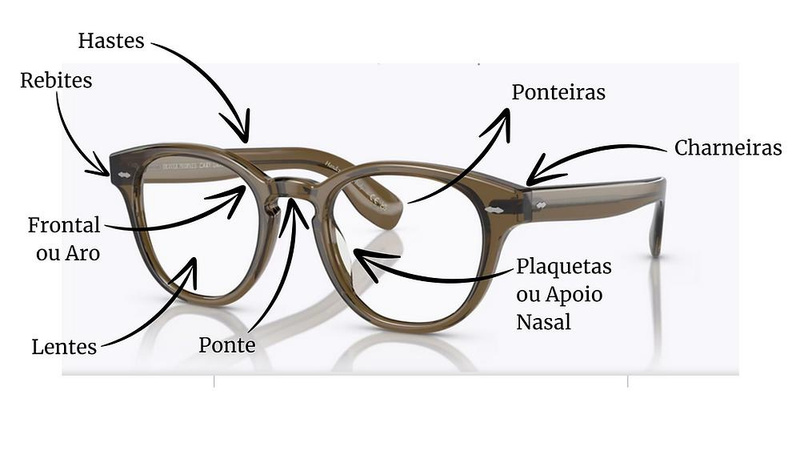 Hastes
Rebites
Ponteiras
Charneiras
Frontal
ou Aro
Plaquetas
ou Apoio
Nasal
Lentes
Ponte